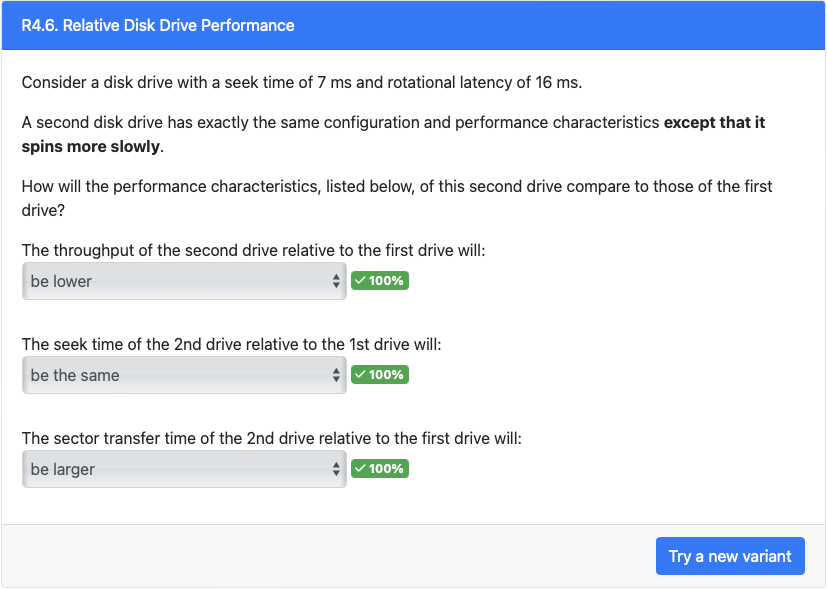 R4.6. Relative Disk Drive Performance
Consider a disk drive with a seek time of 7 ms and rotational latency of 16 ms.
A second disk drive has exactly the same configuration and performance characteristics except that it
spins more slowly.
How will the performance characteristics, listed below, of this second drive compare to those of the first
drive?
The throughput of the second drive relative to the first drive will:
be lower
100%
The seek time of the 2nd drive relative to the 1st drive will:
be the same
100%
The sector transfer time of the 2nd drive relative to the first drive will:
be larger
100%
Try a new variant